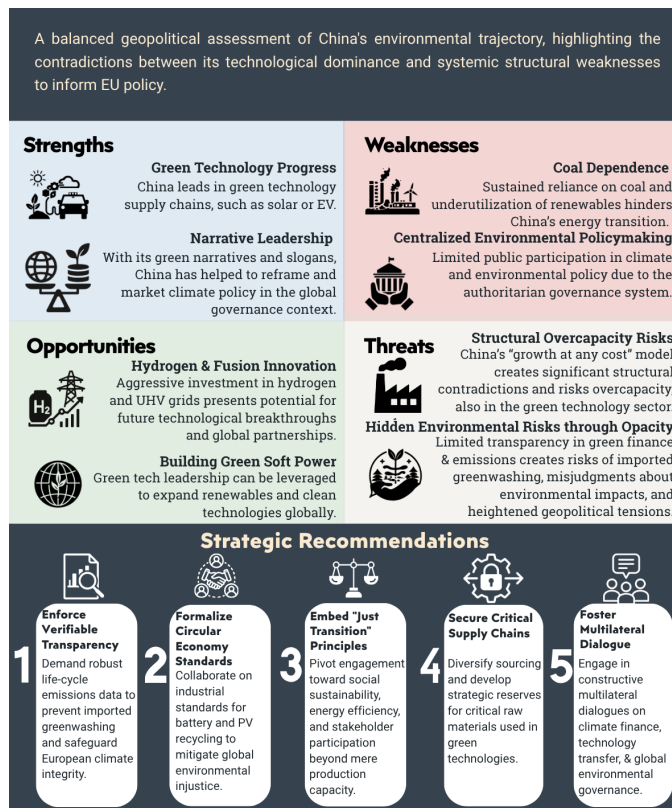 A balanced geopolitical assessment of China's environmental trajectory, highlighting the
contradictions between its technological dominance and systemic structural weaknesses
to inform EU policy.
Strengths
Green Technology Progress
China leads in green technology
supply chains, such as solar or EV.
Narrative Leadership
With its green narratives and slogans,
China has helped to reframe and
market climate policy in the global
governance context.
Weaknesses
Coal Dependence
Sustained reliance on coal and
underutilization of renewables hinders
China's energy transition.
Centralized Environmental Policymaking
Limited public participation in climate
and environmental policy due to the
authoritarian governance system.
Opportunities
Hydrogen & Fusion Innovation
Aggressive investment in hydrogen
and UHV grids presents potential for
future technological breakthroughs
and global partnerships.
H₂
Building Green Soft Power
Green tech leadership can be leveraged
to expand renewables and clean
technologies globally.
Threats
Structural Overcapacity Risks
China's “growth at any cost” model
creates significant structural
contradictions and risks overcapacity,
also in the green technology sector
Hidden Environmental Risks through Opacity
Limited transparency in green finance
& emissions creates risks of imported
greenwashing, misjudgments about
environmental impacts, and
heightened geopolitical tensions.
Strategic Recommendations
1
Enforce
Verifiable
Transparency
Demand robust
life-cycle
emissions data to
prevent imported
greenwashing
and safeguard
European climate
integrity.
2
Formalize
Circular
Economy
Standards
Collaborate on
industrial
standards for
battery and PV
recycling to
mitigate global
environmental
injustice.
3
Embed "Just
Transition"
Principles
Pivot engagement
toward social
sustainability,
energy efficiency,
and stakeholder
participation
beyond mere
production
capacity.
4
Secure Critical
Supply Chains
Diversify sourcing
and develop
strategic reserves
for critical raw
materials used in
green
technologies.
5
Foster
Multilateral
Dialogue
Engage in
constructive
multilateral
dialogues on
climate finance,
technology
transfer, & global
environmental
governance.